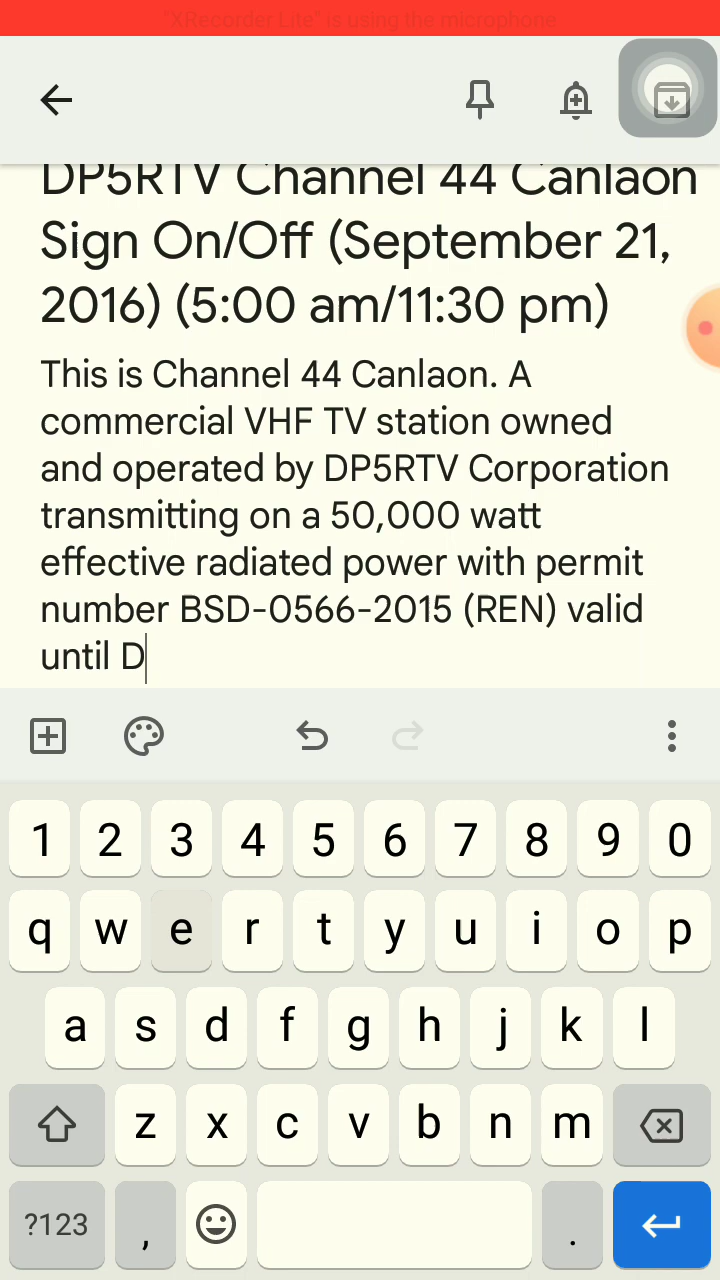 "XRecorder Lite" is using the microphone
DP5RTV Channel 44 Canlaon
Sign On/Off (September 21,
2016) (5:00 am/11:30 pm)
This is Channel 44 Canlaon. A
commercial VHF TV station owned
and operated by DP5RTV Corporation
transmitting on a 50,000 watt
effective radiated power with permit
number BSD-0566-2015 (REN) valid
until D
1 2 3 4 5 6 7 8 9 0
q w e r t y u i o p
a s d f g h j k l
z x c v b n m
?123 , .